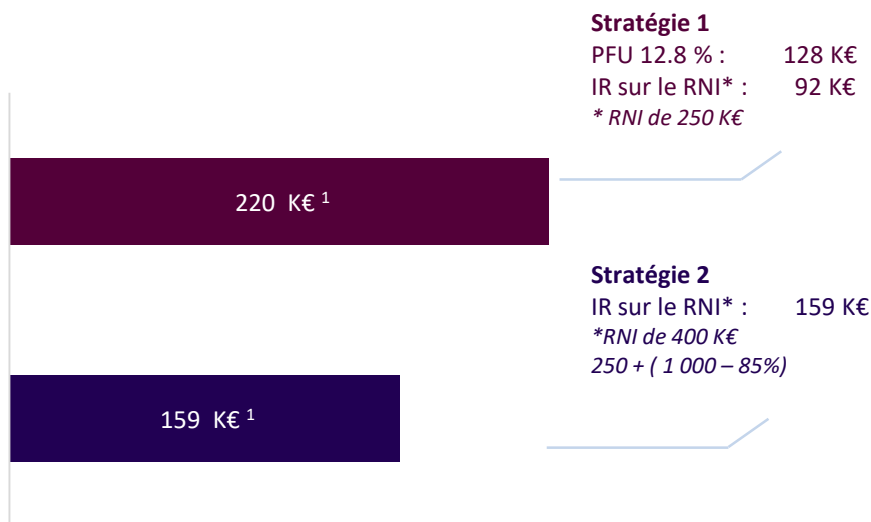 Stratégie 1
PFU 12.8 % : 128 K€
IR sur le RNI* : 92 K€
* RNI de 250 K€
220 K€ ¹
Stratégie 2
IR sur le RNI* : 159 K€
*RNI de 400 K€
250 + ( 1 000 – 85%)
159 K€ ¹